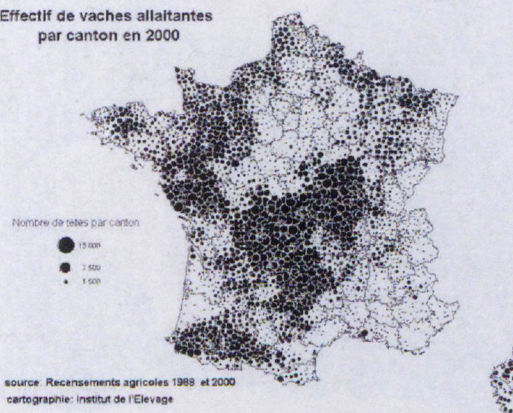 Effectif de vaches allaitantes
par canton en 2000
Nombre de tetes par canton
source: Recensements agricoles 1988 et 2000
cartographie: Institut de l'Elevage